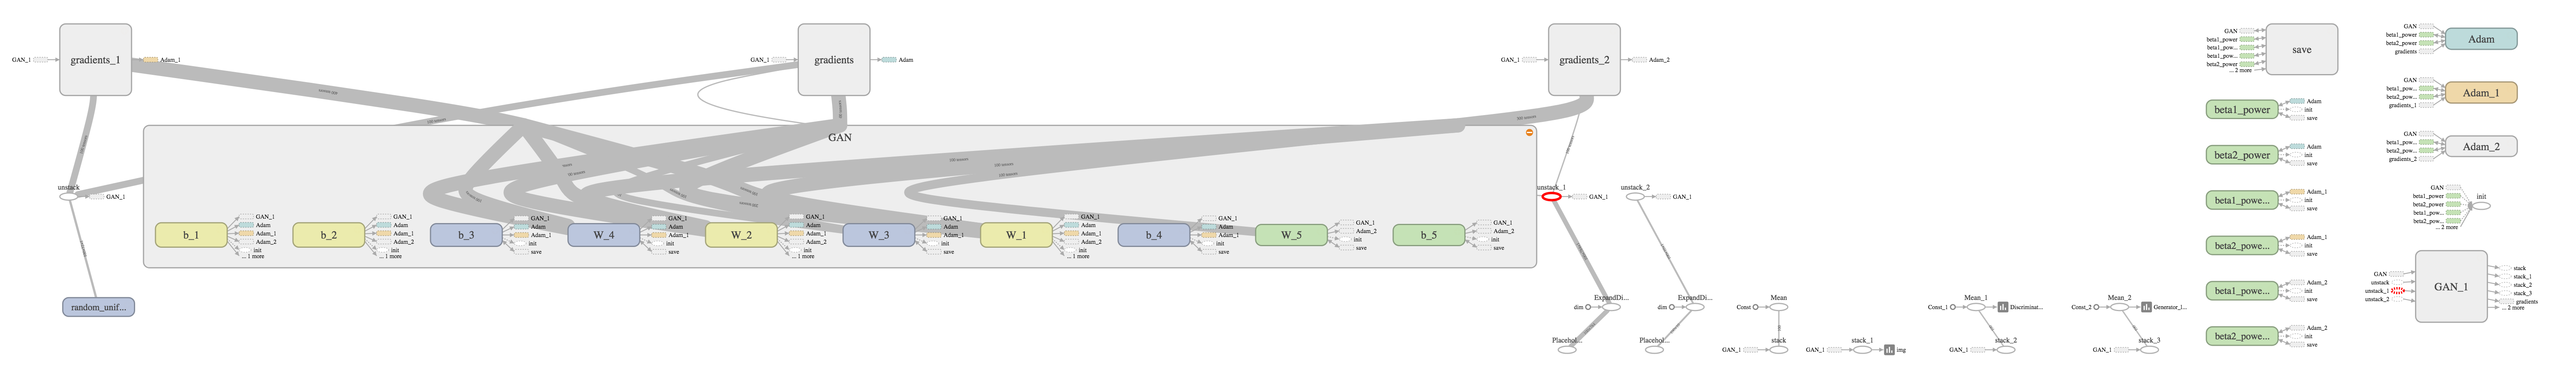 GAN_1
gradients_1
Adam_1
GAN_1
gradients
Adam
GAN_1
gradients_2
Adam_2
GAN
unstack
GAN_1
unstack_1
GAN_1
unstack_2
GAN_1
b_1
GAN_1
Adam
Adam_1
Adam_2
init
... 1 more
b_2
GAN_1
Adam
Adam_1
Adam_2
init
... 1 more
b_3
GAN_1
Adam
Adam_1
init
save
W_4
GAN_1
Adam
Adam_1
init
save
W_2
GAN_1
Adam
Adam_1
Adam_2
init
... 1 more
W_3
GAN_1
Adam
Adam_1
init
save
W_1
GAN_1
Adam
Adam_1
Adam_2
init
... 1 more
b_4
GAN_1
Adam
Adam_1
init
save
W_5
GAN_1
Adam_2
init
save
b_5
GAN_1
Adam_2
init
save
random_unif...
dim
ExpandDi...
Placehol...
dim
ExpandDi...
Placehol...
Const
Mean
GAN_1
stack
GAN_1
stack_1
img
Const_1
Mean_1
Discriminat...
GAN_1
stack_2
Const_2
Mean_2
Generator_l...
GAN_1
stack_3
GAN
beta1_power
beta1_pow...
beta1_pow...
beta2_power
... 2 more
save
beta1_power
Adam
init
save
beta2_power
Adam
init
save
beta1_powe...
Adam_1
init
save
beta2_powe...
Adam_1
init
save
beta1_powe...
Adam_2
init
save
beta2_powe...
Adam_2
init
save
GAN
beta1_power
beta2_power
gradients
Adam
GAN
beta1_pow...
beta2_pow...
gradients_1
Adam_1
GAN
beta1_pow...
beta2_pow...
gradients_2
Adam_2
GAN
beta1_power
beta2_power
beta1_pow...
beta2_pow...
... 2 more
init
GAN
unstack
unstack_1
unstack_2
GAN_1
stack
stack_1
stack_2
stack_3
gradients
... 2 more